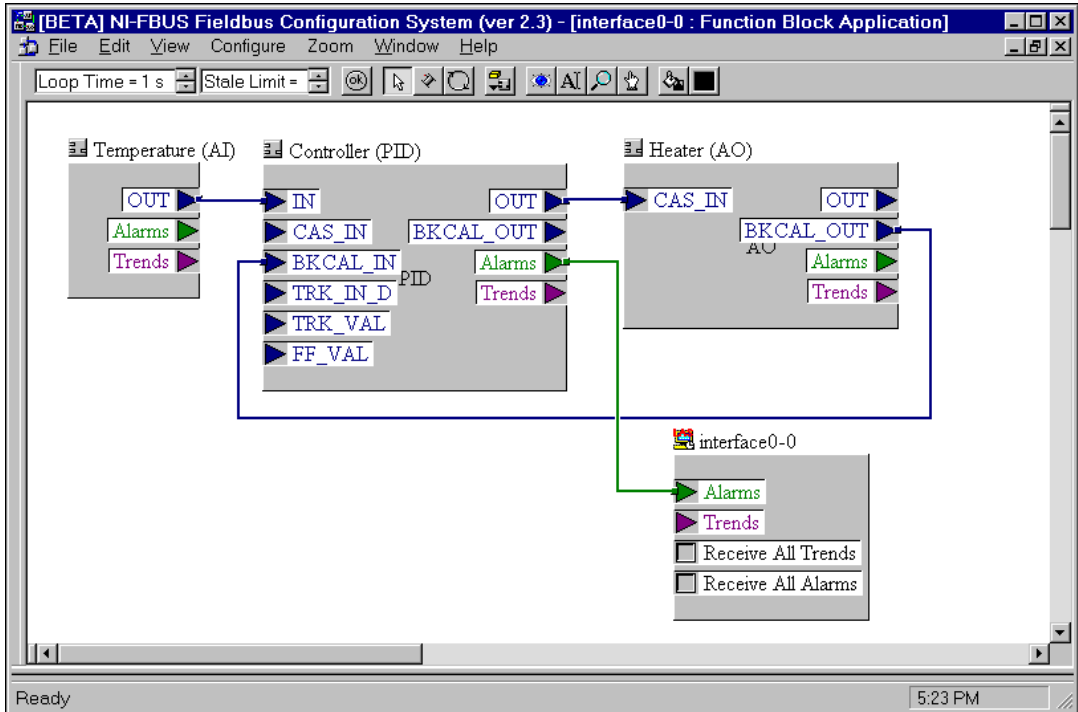 [BETA] NI-FBUS Fieldbus Configuration System (ver 2.3) - [interface0-0 : Function Block Application]
File Edit View Configure Zoom Window Help
Loop Time = 1 s Stale Limit = ok AI
Temperature (AI) Controller (PID) Heater (AO)
OUT IN OUT CAS_IN OUT
Alarms CAS_IN BKCAL_OUT BKCAL_OUT
AO
Trends BKCAL_IN Alarms Alarms
PID
TRK_IN_D Trends Trends
TRK_VAL
FF_VAL
interface0-0
Alarms
Trends
Receive All Trends
Receive All Alarms
Ready 5:23 PM